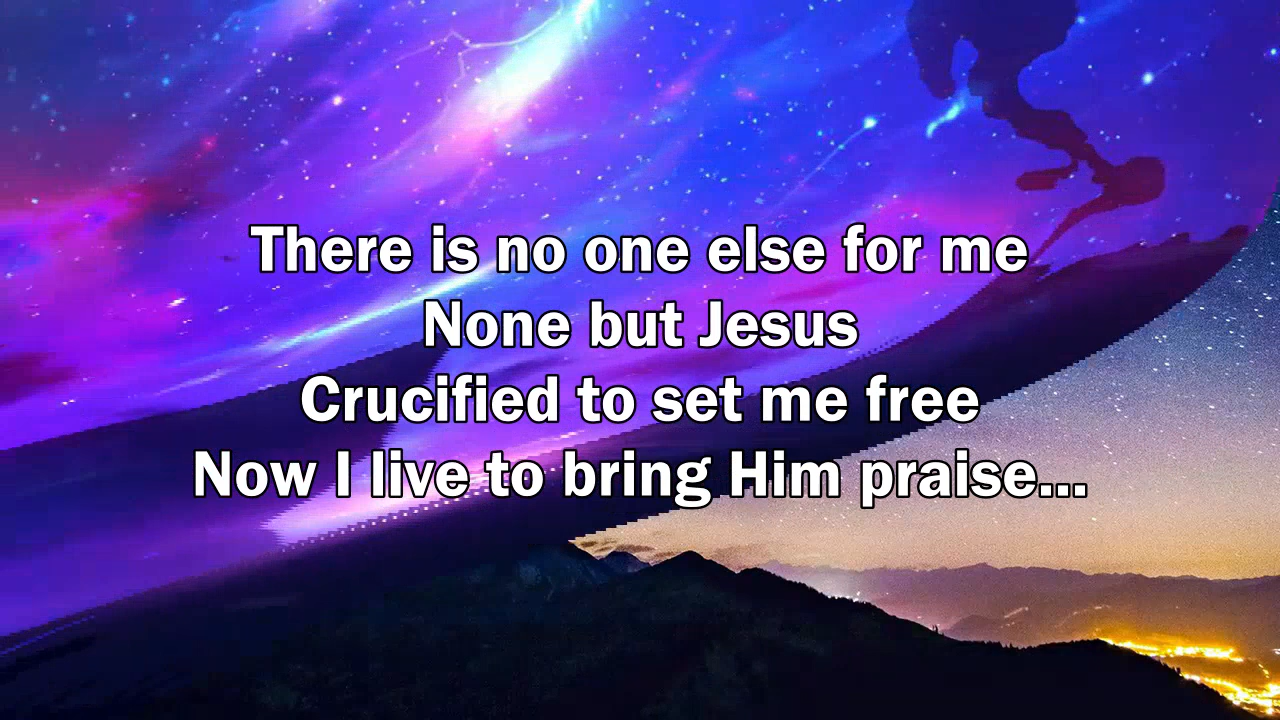 There is no one else for me
None but Jesus
Crucified to set me free
Now I live to bring Him praise...